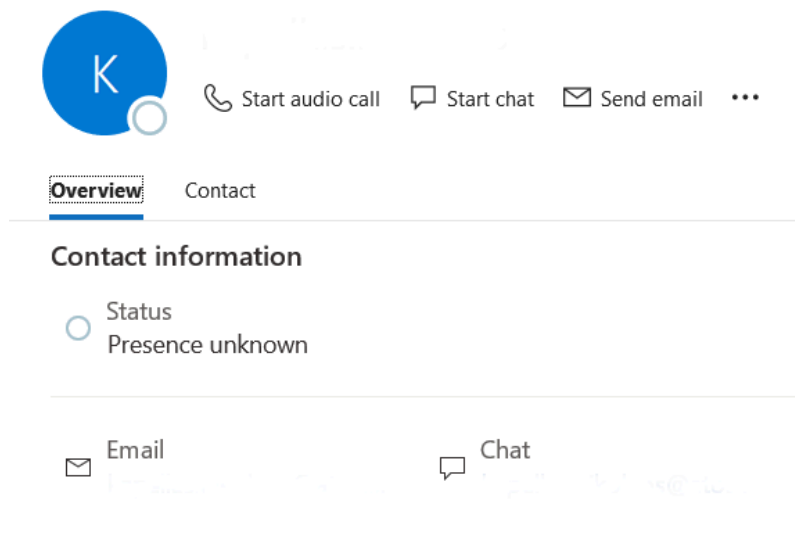 K
Start audio call Start chat Send email
Overview Contact
Contact information
Status
Presence unknown
Email Chat